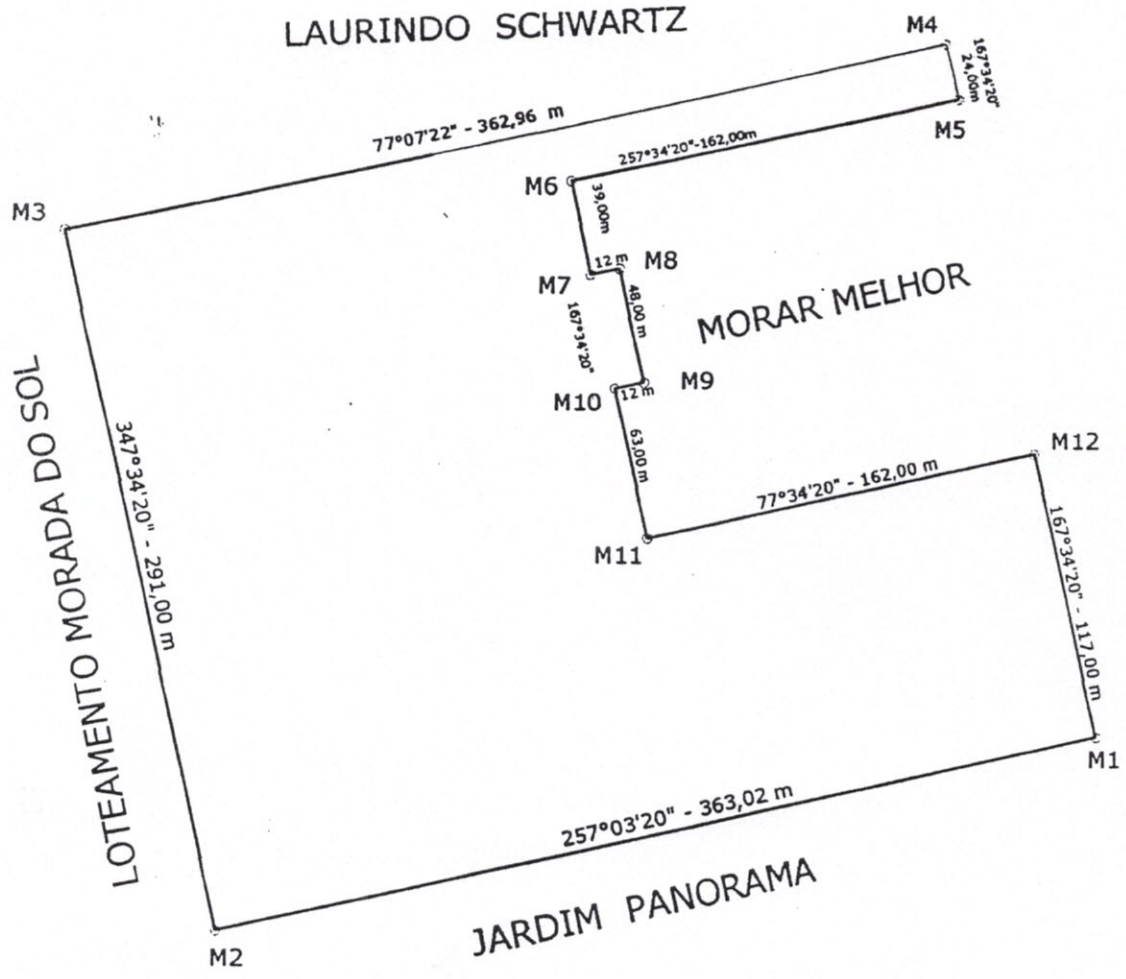 LAURINDO SCHWARTZ
M4
167°34'20"
24,00m
77°07'22" - 362,96 m
M5
257°34'20"-162,00m
M6
39,00m
M3
12 m
M8
M7
48,00 m
MORAR MELHOR
167°34'20"
M9
12 m
M10
63,00 m
M12
77°34'20" - 162,00 m
M11
LOTEAMENTO MORADA DO SOL
347°34'20" - 291,00 m
167°34'20" - 117,00 m
M1
257°03'20" - 363,02 m
JARDIM PANORAMA
M2